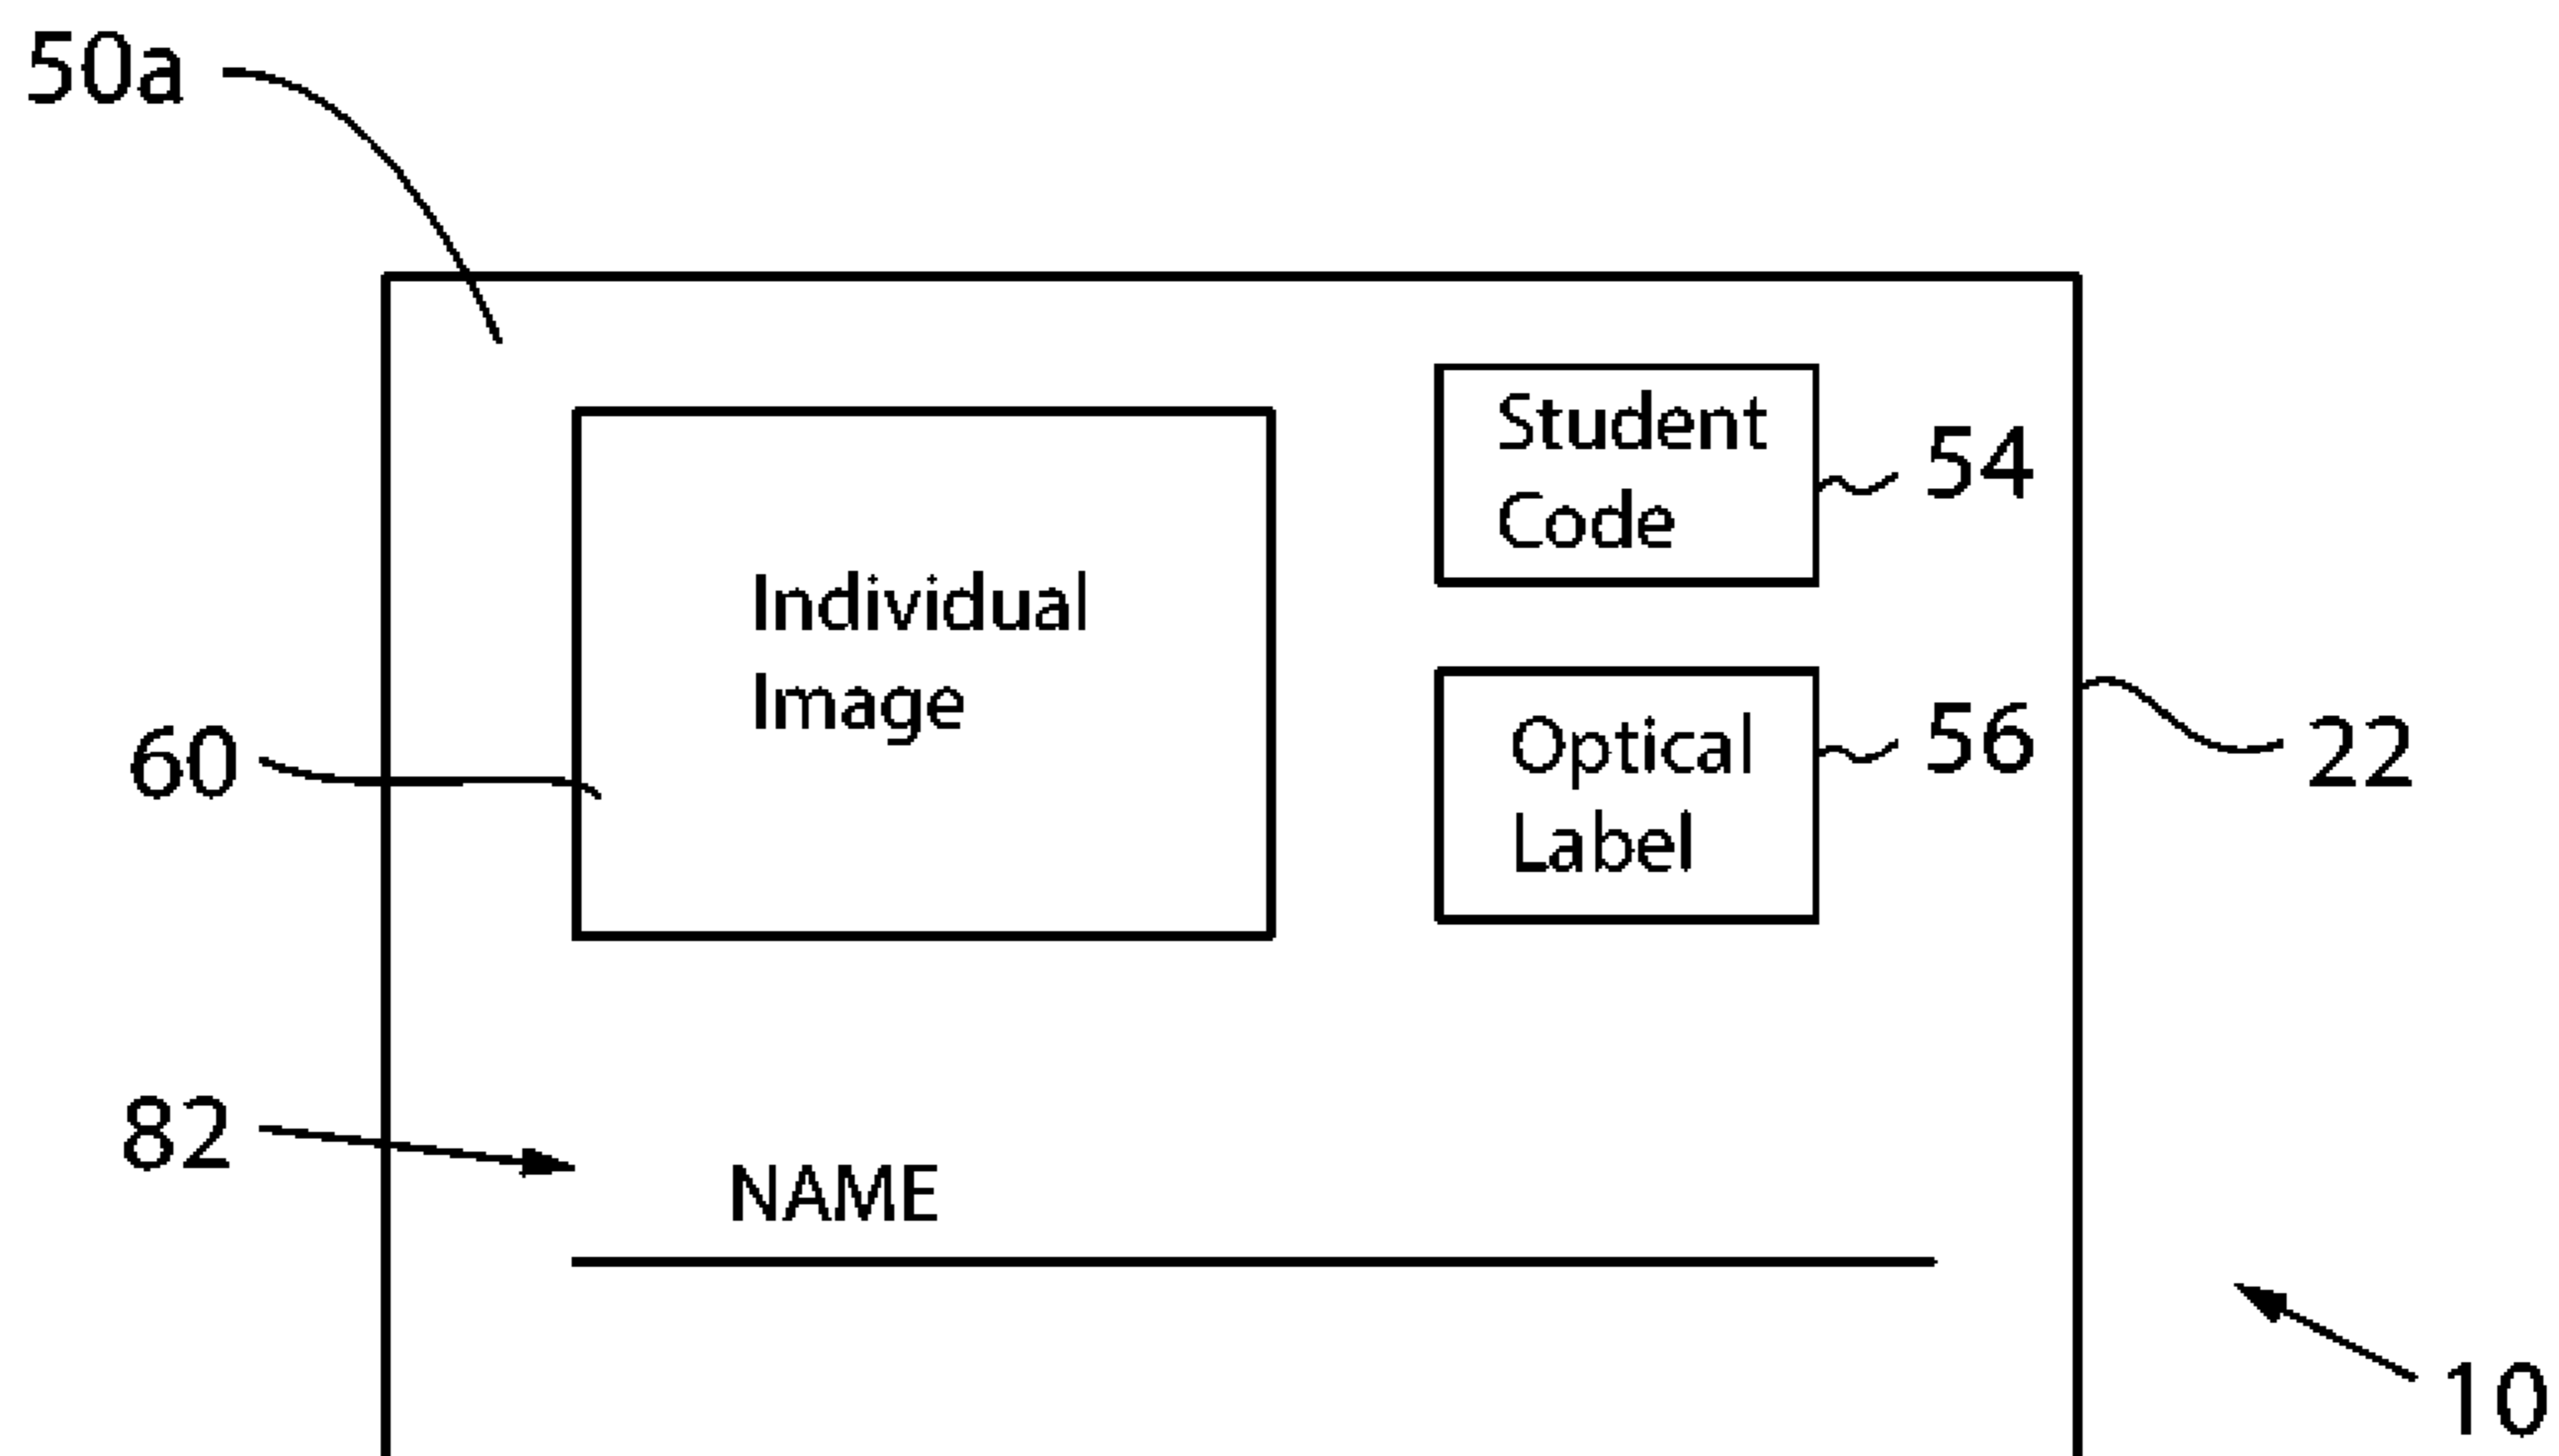 50a
Student
Code
54
Individual
Image
Optical
Label
56
22
60
82
NAME
10